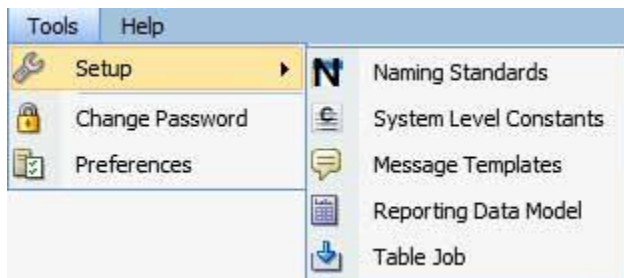 Tools Help
Setup
Change Password
Preferences
Naming Standards
System Level Constants
Message Templates
Reporting Data Model
Table Job